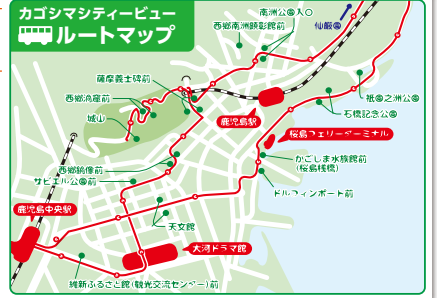 カゴシマシティービュー
ルートマップ
南洲公園入口
西郷南洲顕彰館前
仙巌園
薩摩義士碑前
西郷洞窟前
城山
鹿児島駅
祇園之洲公園
石橋記念公園
桜島フェリーターミナル
かごしま水族館前
(桜島桟橋)
ドルフィンポート前
西郷銅像前
サビエル公園前
鹿児島中央駅
天文館
大河ドラマ館
維新ふるさと館(観光交流センター)前